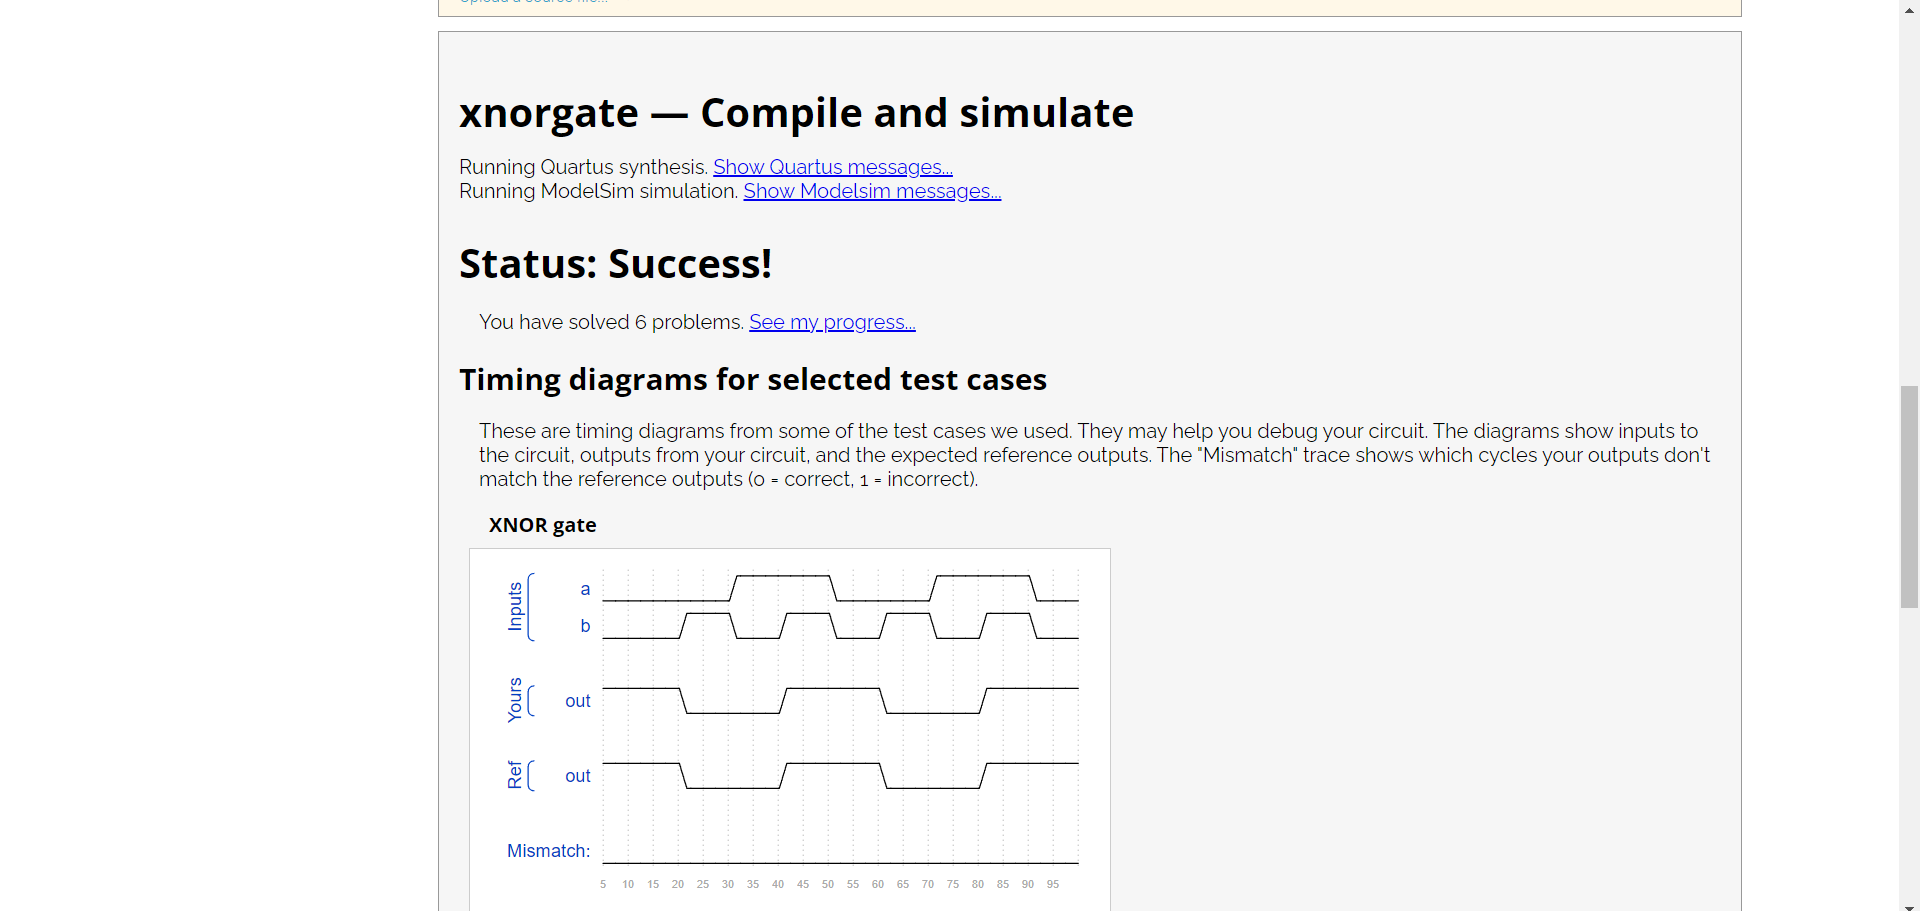 Upload a source file...
xnorgate — Compile and simulate
Running Quartus synthesis. Show Quartus messages...
Running ModelSim simulation. Show Modelsim messages...
Status: Success!
You have solved 6 problems. See my progress...
Timing diagrams for selected test cases
These are timing diagrams from some of the test cases we used. They may help you debug your circuit. The diagrams show inputs to
the circuit, outputs from your circuit, and the expected reference outputs. The "Mismatch" trace shows which cycles your outputs don't
match the reference outputs (0 = correct, 1 = incorrect).
XNOR gate
Inputs
a
b
Yours
out
Ref
out
Mismatch:
5 10 15 20 25 30 35 40 45 50 55 60 65 70 75 80 85 90 95